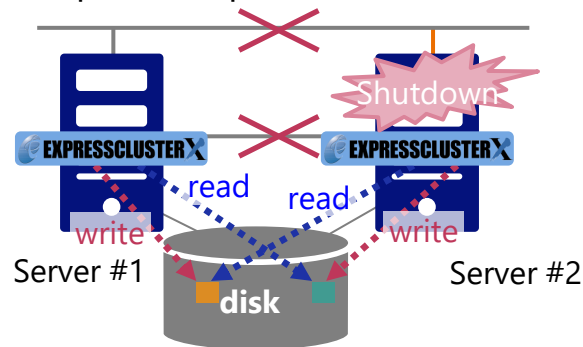 Shutdown
EXPRESSCLUSTER X
EXPRESSCLUSTER X
read
read
write
write
Server #1
Server #2
disk